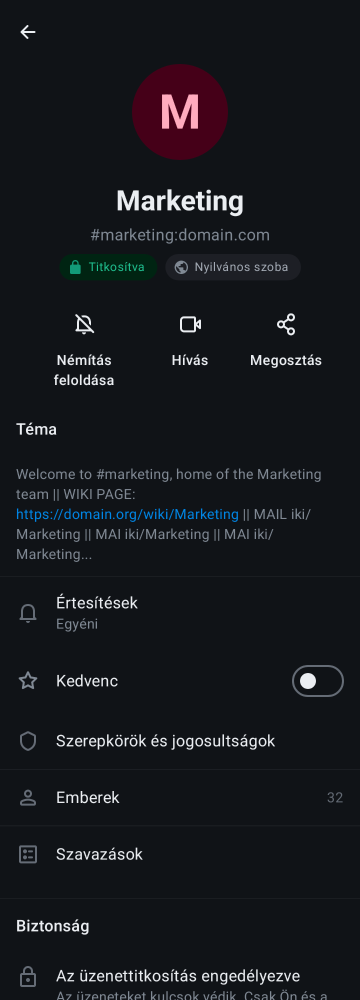 M
Marketing
#marketing:domain.com
Titkosítva
Nyilvános szoba
Némítás
feloldása
Hívás
Megosztás
Téma
Welcome to #marketing, home of the Marketing
team || WIKI PAGE:
https://domain.org/wiki/Marketing || MAIL iki/
Marketing || MAI iki/Marketing || MAI iki/
Marketing...
Értesítések
Egyéni
Kedvenc
Szerepkörök és jogosultságok
Emberek
32
Szavazások
Biztonság
Az üzenettitkosítás engedélyezve
Az üzeneteket kulcsok védik. Csak Ön és a